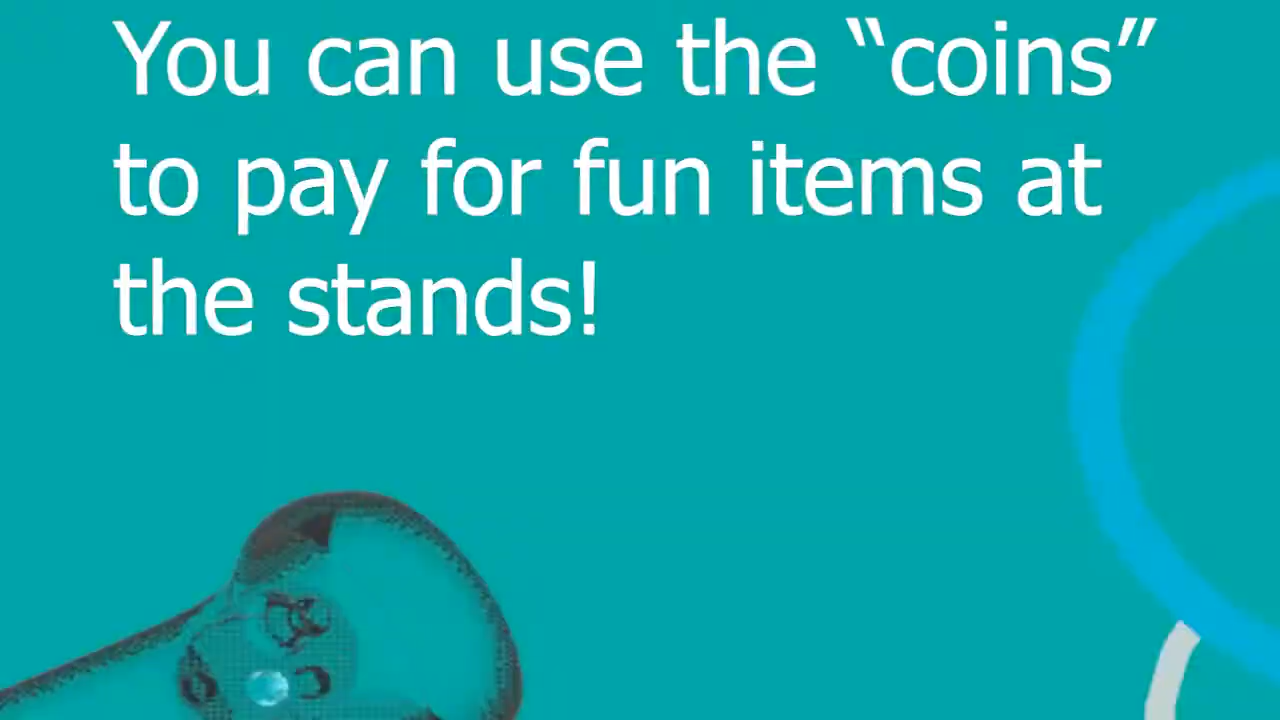 You can use the “coins”
to pay for fun items at
the stands!